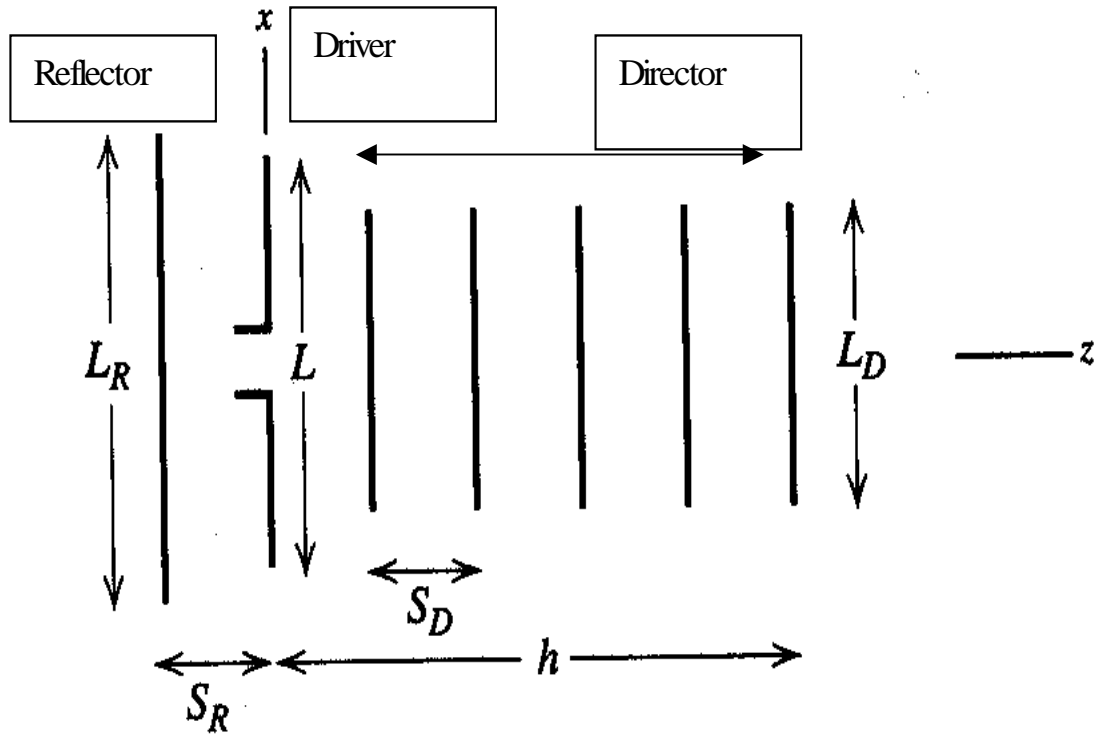 x
Reflector
Driver
Director
L_R
L
L_D
z
S_D
h
S_R